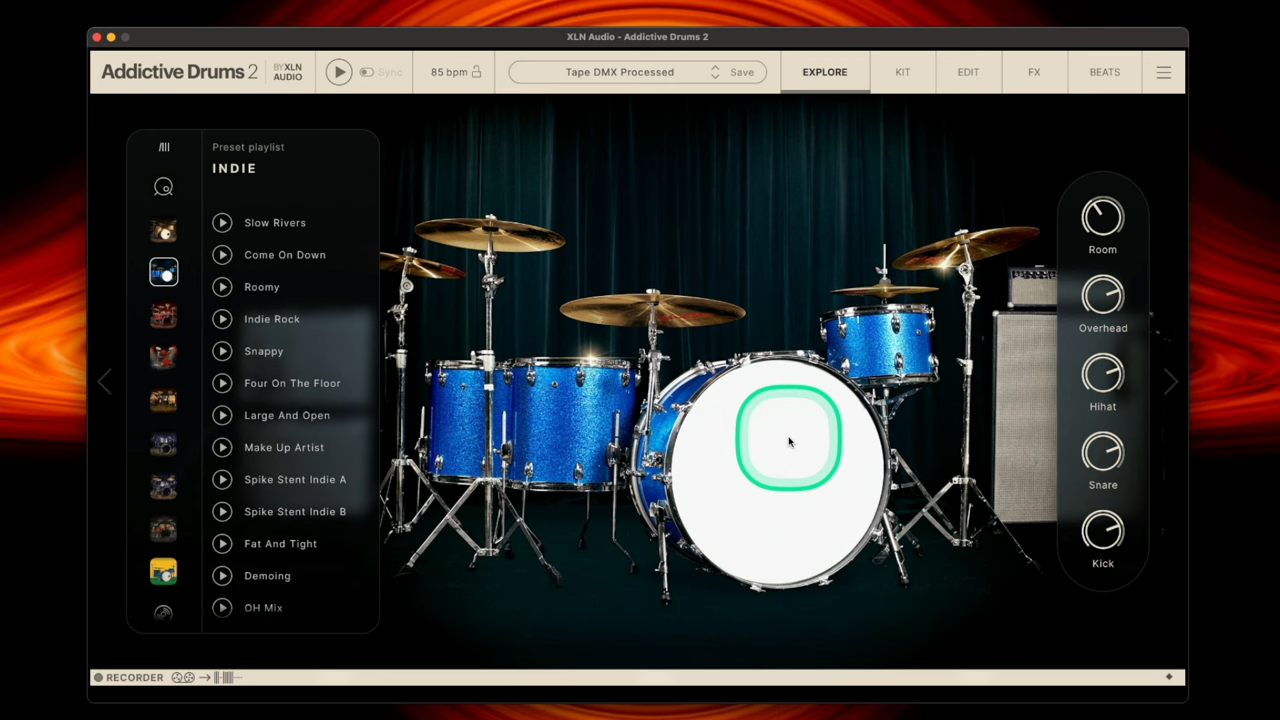 XLN Audio - Addictive Drums 2
Addictive Drums 2
BY XLN
AUDIO
Sync
85 bpm
Tape DMX Processed
Save
EXPLORE
KIT
EDIT
FX
BEATS
Preset playlist
INDIE
Slow Rivers
Come On Down
Roomy
Indie Rock
Snappy
Four On The Floor
Large And Open
Make Up Artist
Spike Stent Indie A
Spike Stent Indie B
Fat And Tight
Demoing
OH Mix
Room
Overhead
Hihat
Snare
Kick
RECORDER